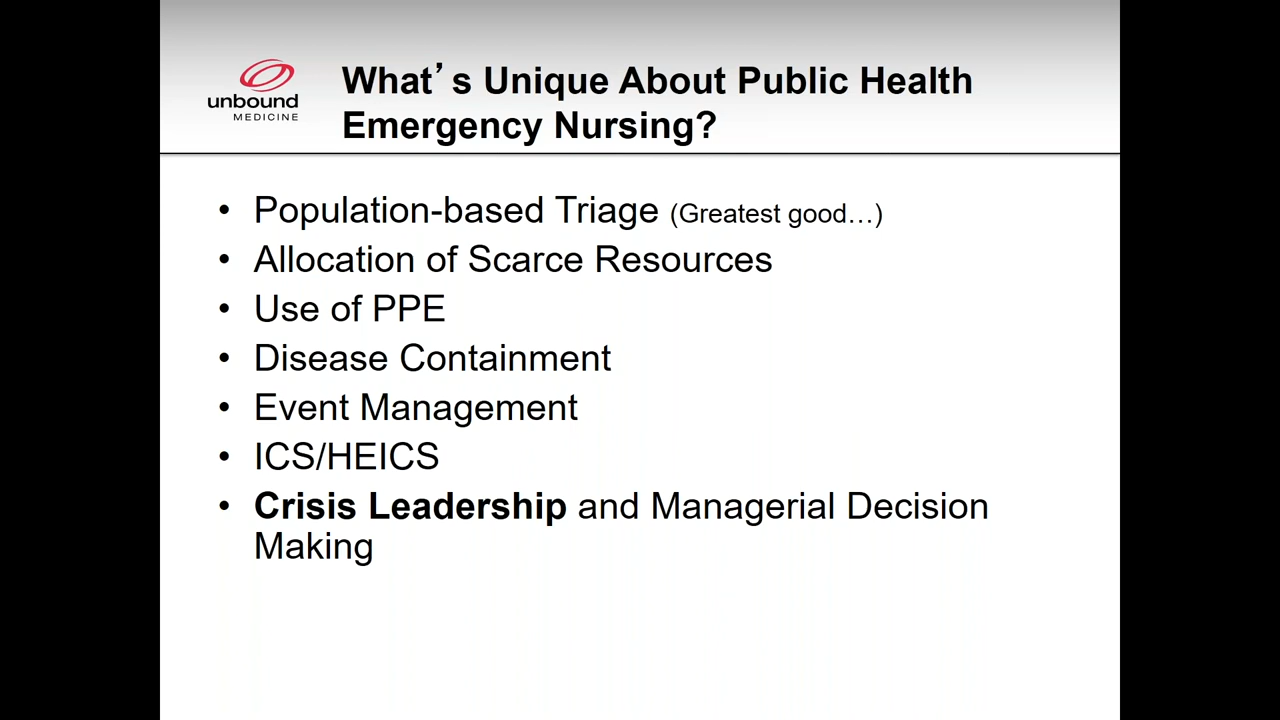 unbound
MEDICINE
What’s Unique About Public Health
Emergency Nursing?
• Population-based Triage (Greatest good…)
• Allocation of Scarce Resources
• Use of PPE
• Disease Containment
• Event Management
• ICS/HEICS
• Crisis Leadership and Managerial Decision
Making